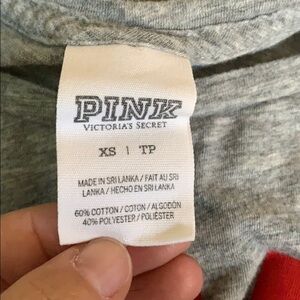 PINK
VICTORIA'S SECRET
XS | TP
MADE IN SRI LANKA / FAIT AU SRI
LANKA / HECHO EN SRI LANKA
60% COTTON / COTON / ALGODÓN
40% POLYESTER / POLIÉSTER